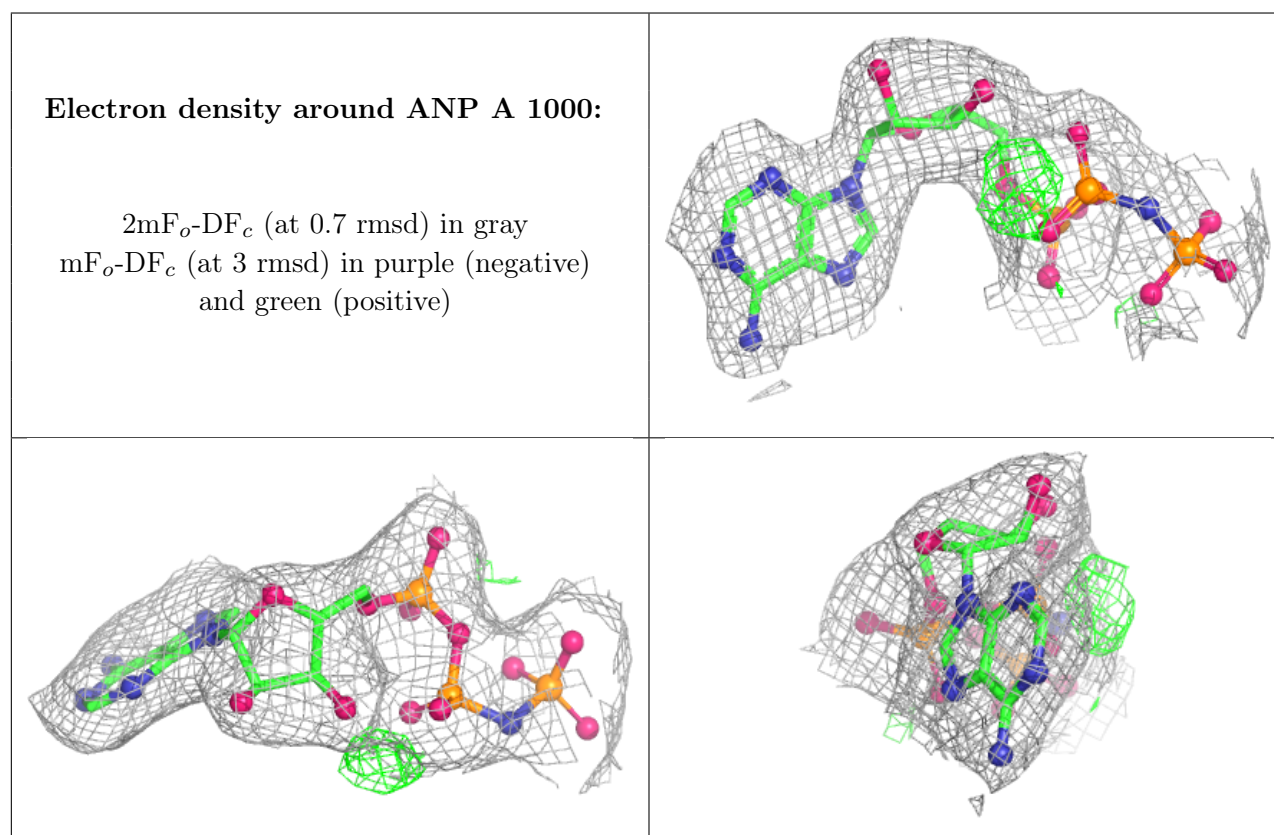 Electron density around ANP A 1000:
2mFo-DFc (at 0.7 rmsd) in gray
mFo-DFc (at 3 rmsd) in purple (negative)
and green (positive)